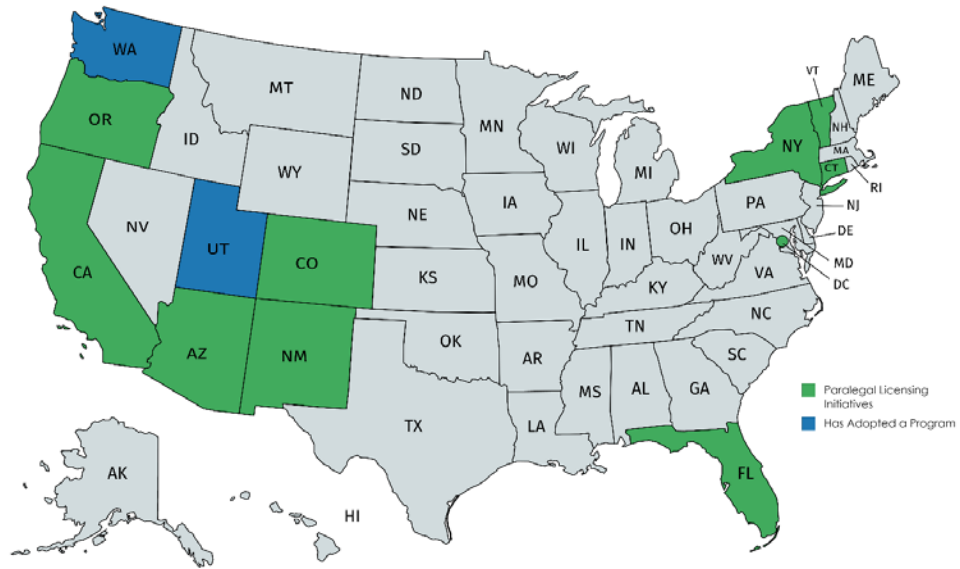 WA
MT
ND
MN
VT
ME
OR
ID
SD
WI
MI
NY
NH
MA
CT
RI
WY
NE
IA
PA
NJ
NV
UT
CO
KS
IL
IN
OH
WV
VA
DE
MD
DC
CA
MO
KY
AZ
NM
OK
AR
TN
NC
SC
TX
LA
MS
AL
GA
FL
AK
HI
Paralegal Licensing
Initiatives
Has Adopted a Program